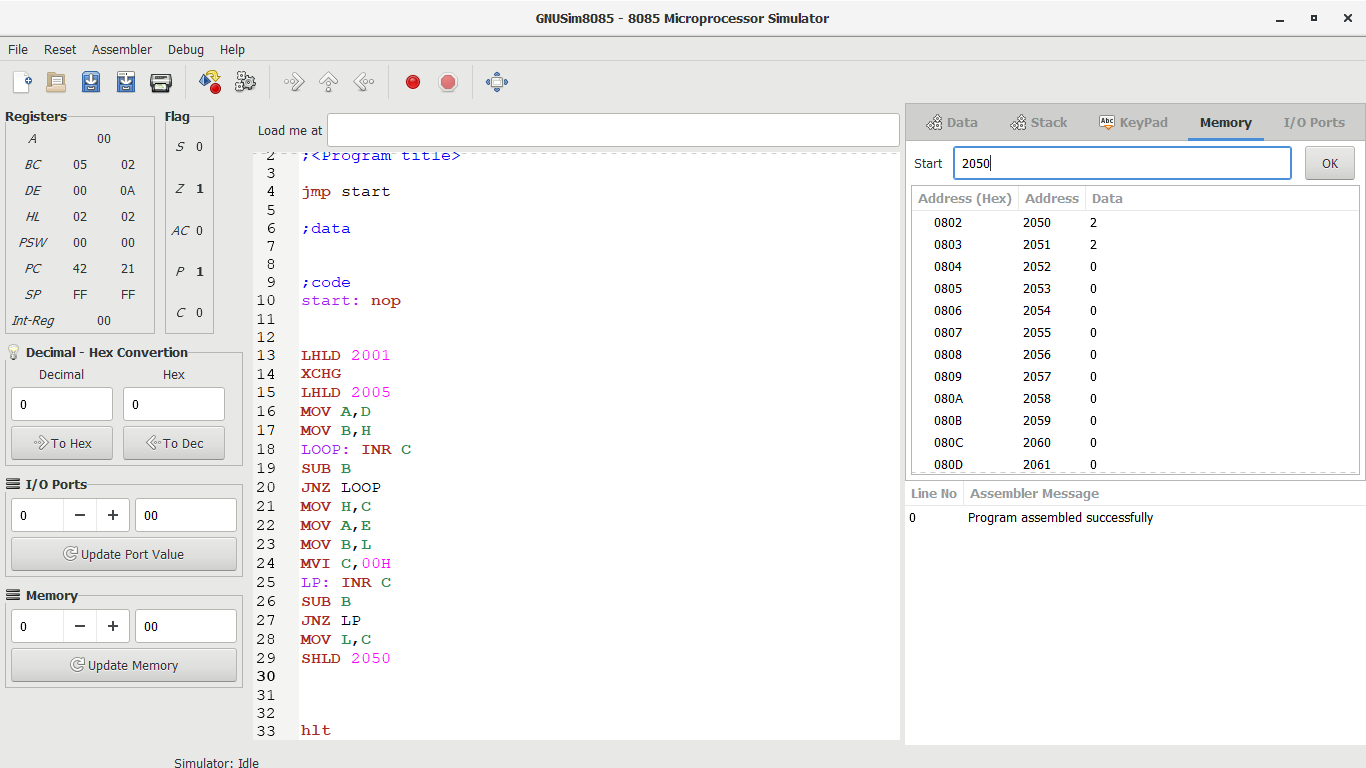 GNUSim8085 - 8085 Microprocessor Simulator
File Reset Assembler Debug Help
Registers
A 00
BC 05 02
DE 00 0A
HL 02 02
PSW 00 00
PC 42 21
SP FF FF
Int-Reg 00
Flag
S 0
Z 1
AC 0
P 1
C 0
Decimal - Hex Convertion
Decimal Hex
0 0
To Hex To Dec
I/O Ports
0 − + 00
Update Port Value
Memory
0 − + 00
Update Memory
Load me at
2 ;<Program title>
3
4 jmp start
5
6 ;data
7
8
9 ;code
10 start: nop
11
12
13 LHLD 2001
14 XCHG
15 LHLD 2005
16 MOV A,D
17 MOV B,H
18 LOOP: INR C
19 SUB B
20 JNZ LOOP
21 MOV H,C
22 MOV A,E
23 MOV B,L
24 MVI C,00H
25 LP: INR C
26 SUB B
27 JNZ LP
28 MOV L,C
29 SHLD 2050
30
31
32
33 hlt
Data Stack Abc KeyPad Memory I/O Ports
Start 2050 OK
Address (Hex) Address Data
0802 2050 2
0803 2051 2
0804 2052 0
0805 2053 0
0806 2054 0
0807 2055 0
0808 2056 0
0809 2057 0
080A 2058 0
080B 2059 0
080C 2060 0
080D 2061 0
Line No Assembler Message
0 Program assembled successfully
Simulator: Idle